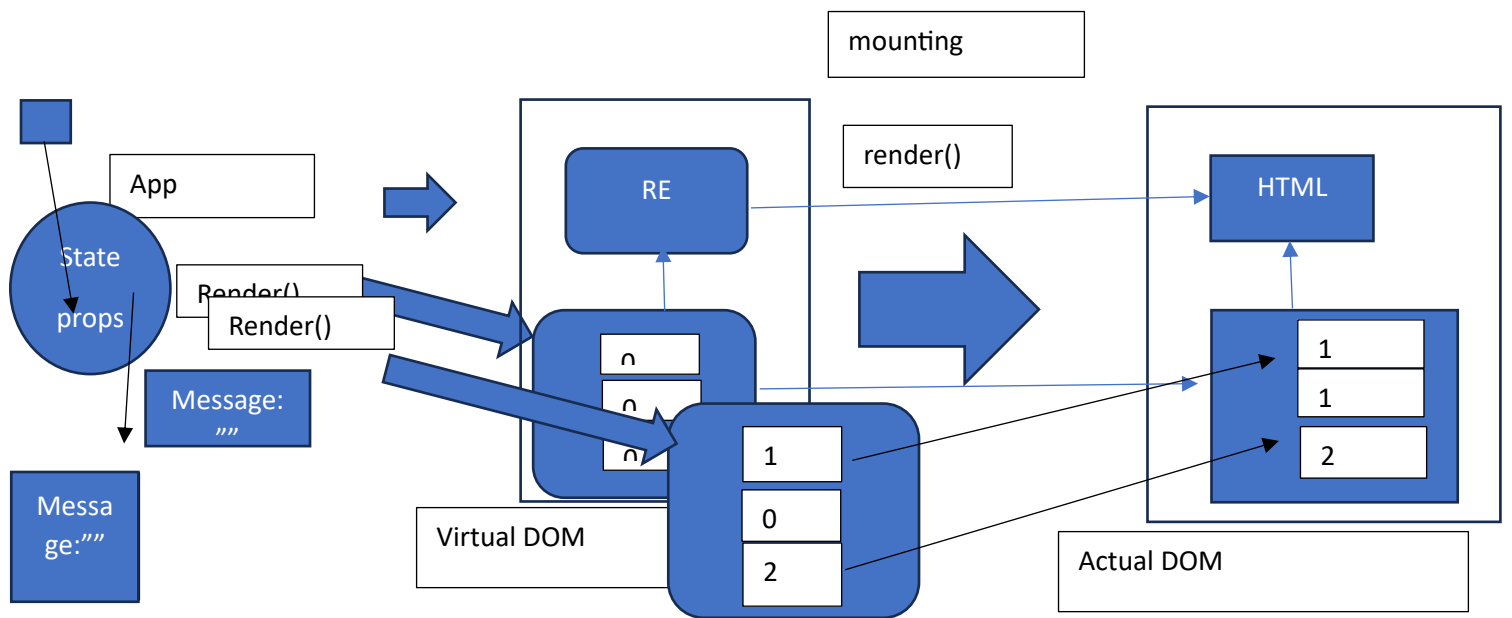 mounting
render()
App
RE
HTML
State
props
Render()
Render()
0
0
0
1
1
2
Message:
””
1
0
2
Messa
ge:””
Virtual DOM
Actual DOM